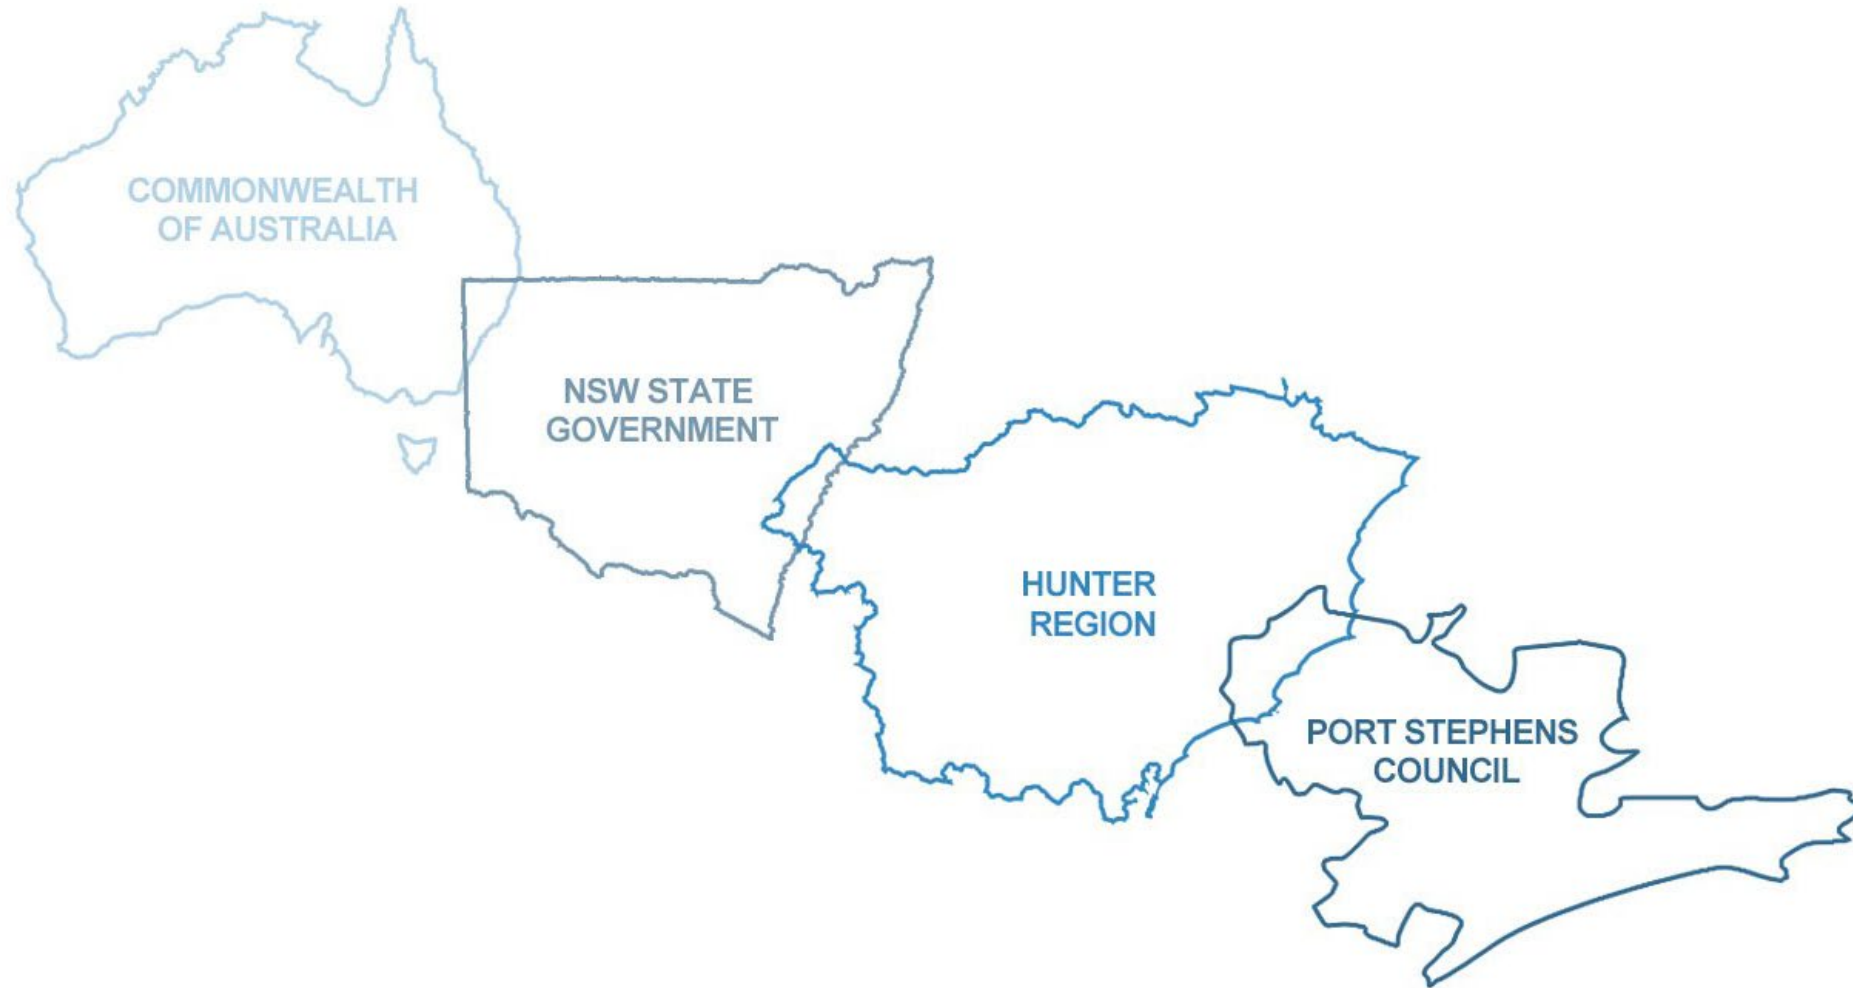 COMMONWEALTH
OF AUSTRALIA
NSW STATE
GOVERNMENT
HUNTER
REGION
PORT STEPHENS
COUNCIL